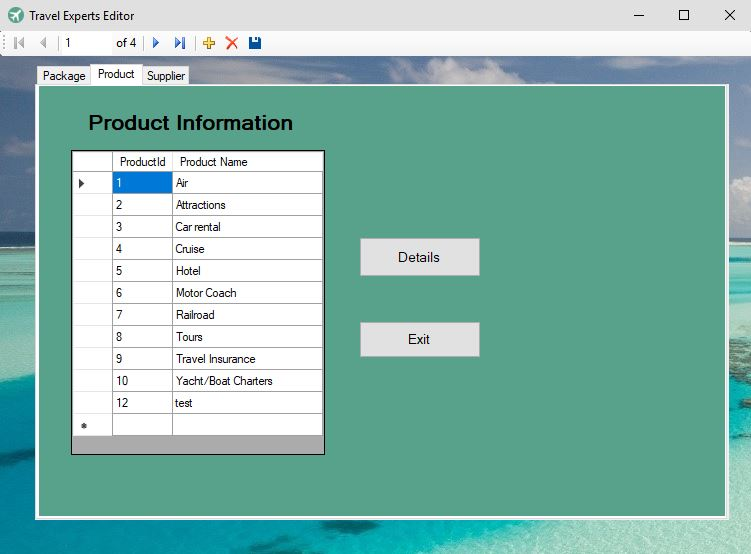 Travel Experts Editor
1 of 4
Package Product Supplier
Product Information
ProductId Product Name
1 Air
2 Attractions
3 Car rental
4 Cruise
5 Hotel
6 Motor Coach
7 Railroad
8 Tours
9 Travel Insurance
10 Yacht/Boat Charters
12 test
Details
Exit